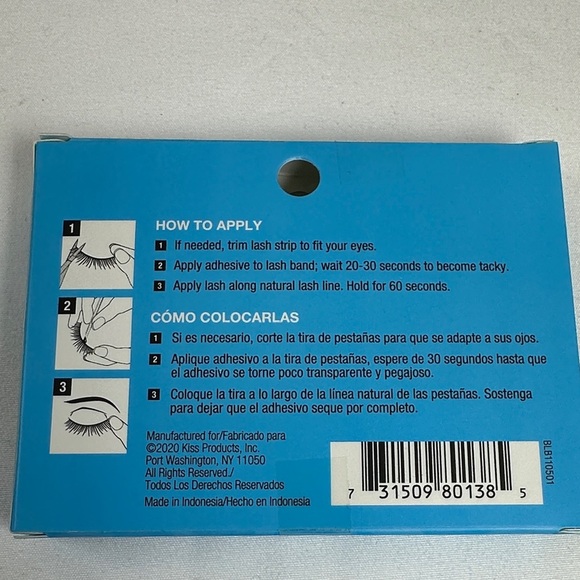 HOW TO APPLY
1 If needed, trim lash strip to fit your eyes.
2 Apply adhesive to lash band; wait 20-30 seconds to become tacky.
3 Apply lash along natural lash line. Hold for 60 seconds.
1
2
3
CÓMO COLOCARLAS
1 Si es necesario, corte la tira de pestañas para que se adapte a sus ojos.
2 Aplique adhesivo a la tira de pestañas, espere de 30 segundos hasta que
el adhesivo se torne poco transparente y pegajoso.
3 Coloque la tira a lo largo de la línea natural de las pestañas. Sostenga
para dejar que el adhesivo seque por completo.
Manufactured for/Fabricado para
©2020 Kiss Products, Inc.
Port Washington, NY 11050
All Rights Reserved./
Todos Los Derechos Reservados
Made in Indonesia/Hecho en Indonesia
7 31509 80138 5
BLB110501